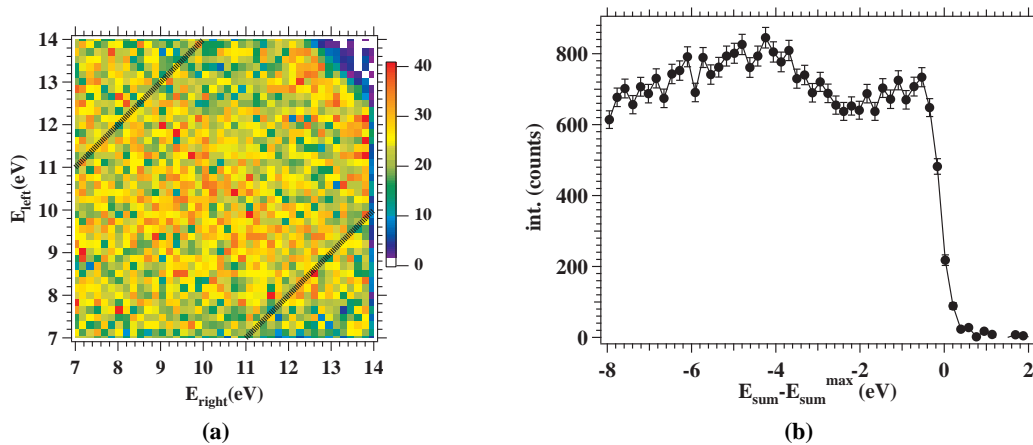 14
13
12
11
10
9
8
7
E_left(eV)
7 8 9 10 11 12 13 14
E_right(eV)
40
30
20
10
0
(a)
800
600
400
200
0
int. (counts)
-8 -6 -4 -2 0 2
E_sum-E_sum^max (eV)
(b)